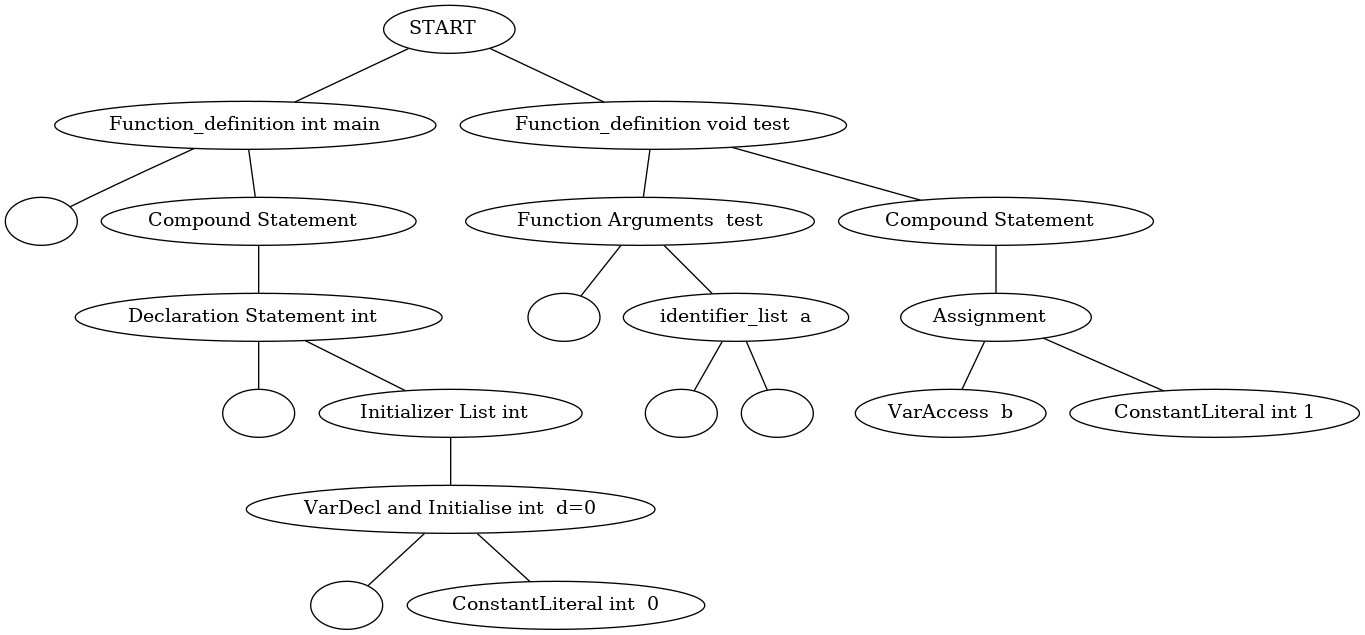 START
Function_definition int main
Function_definition void test
Compound Statement
Function Arguments  test
Compound Statement
Declaration Statement int
identifier_list  a
Assignment
Initializer List int
VarAccess  b
ConstantLiteral int 1
VarDecl and Initialise int  d=0
ConstantLiteral int  0